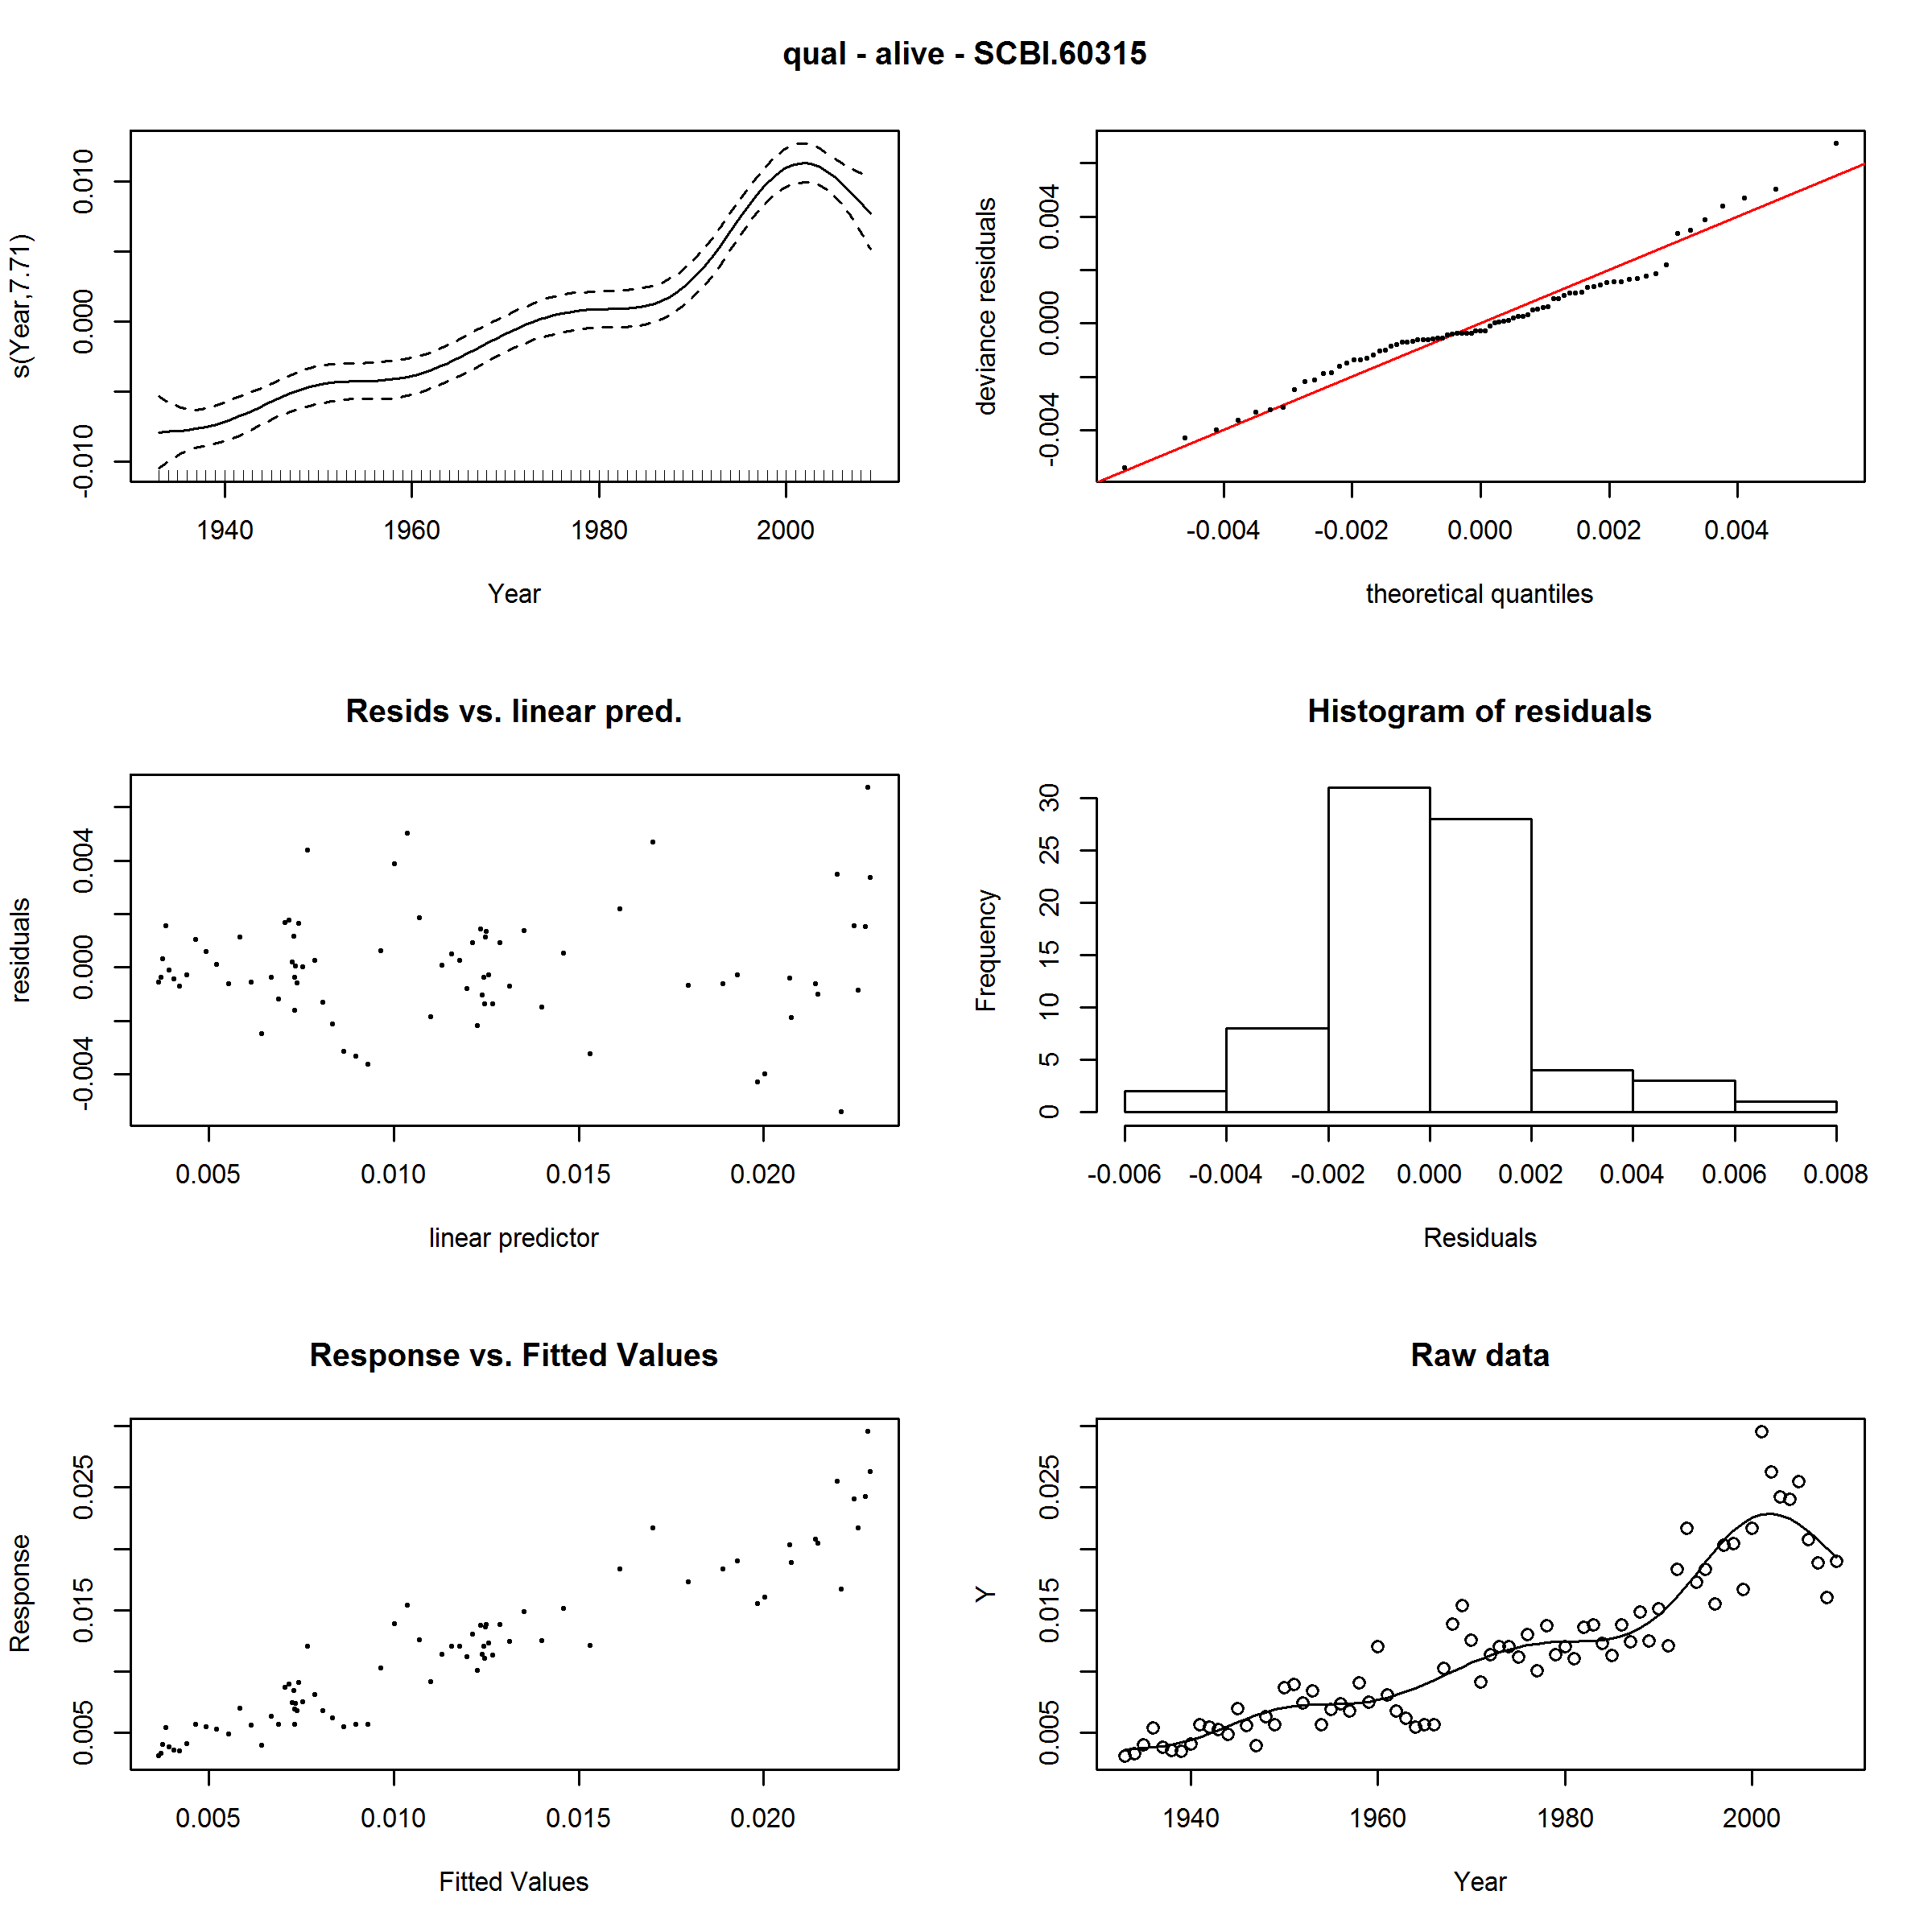 qual - alive - SCBI.60315
s(Year,7.71)
-0.010 0.000 0.010
1940 1960 1980 2000
Year
deviance residuals
-0.004 0.000 0.004
-0.004 -0.002 0.000 0.002 0.004
theoretical quantiles
Resids vs. linear pred.
residuals
-0.004 0.000 0.004
0.005 0.010 0.015 0.020
linear predictor
Histogram of residuals
Frequency
0 5 10 15 20 25 30
-0.006 -0.004 -0.002 0.000 0.002 0.004 0.006 0.008
Residuals
Response vs. Fitted Values
Response
0.005 0.015 0.025
0.005 0.010 0.015 0.020
Fitted Values
Raw data
Y
0.005 0.015 0.025
1940 1960 1980 2000
Year